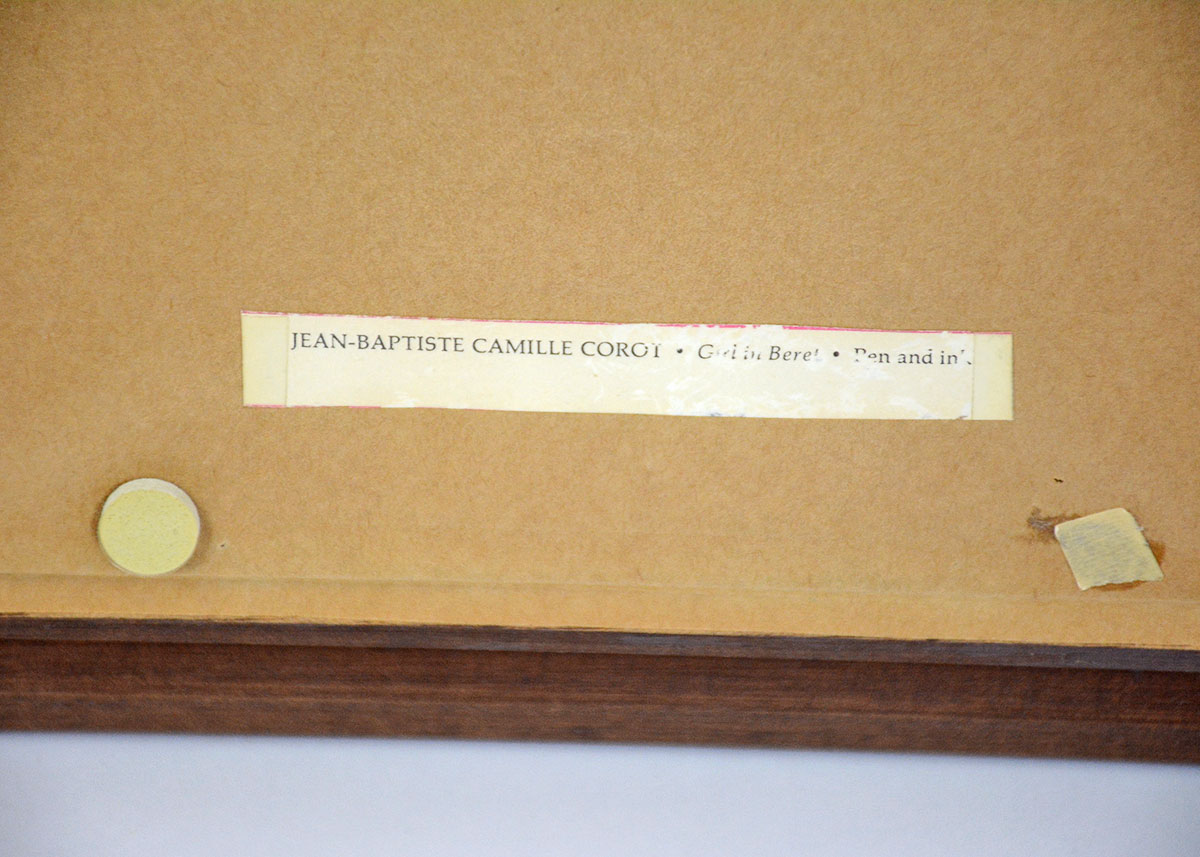 JEAN-BAPTISTE CAMILLE COROT • Girl in Beret • Pen and ink